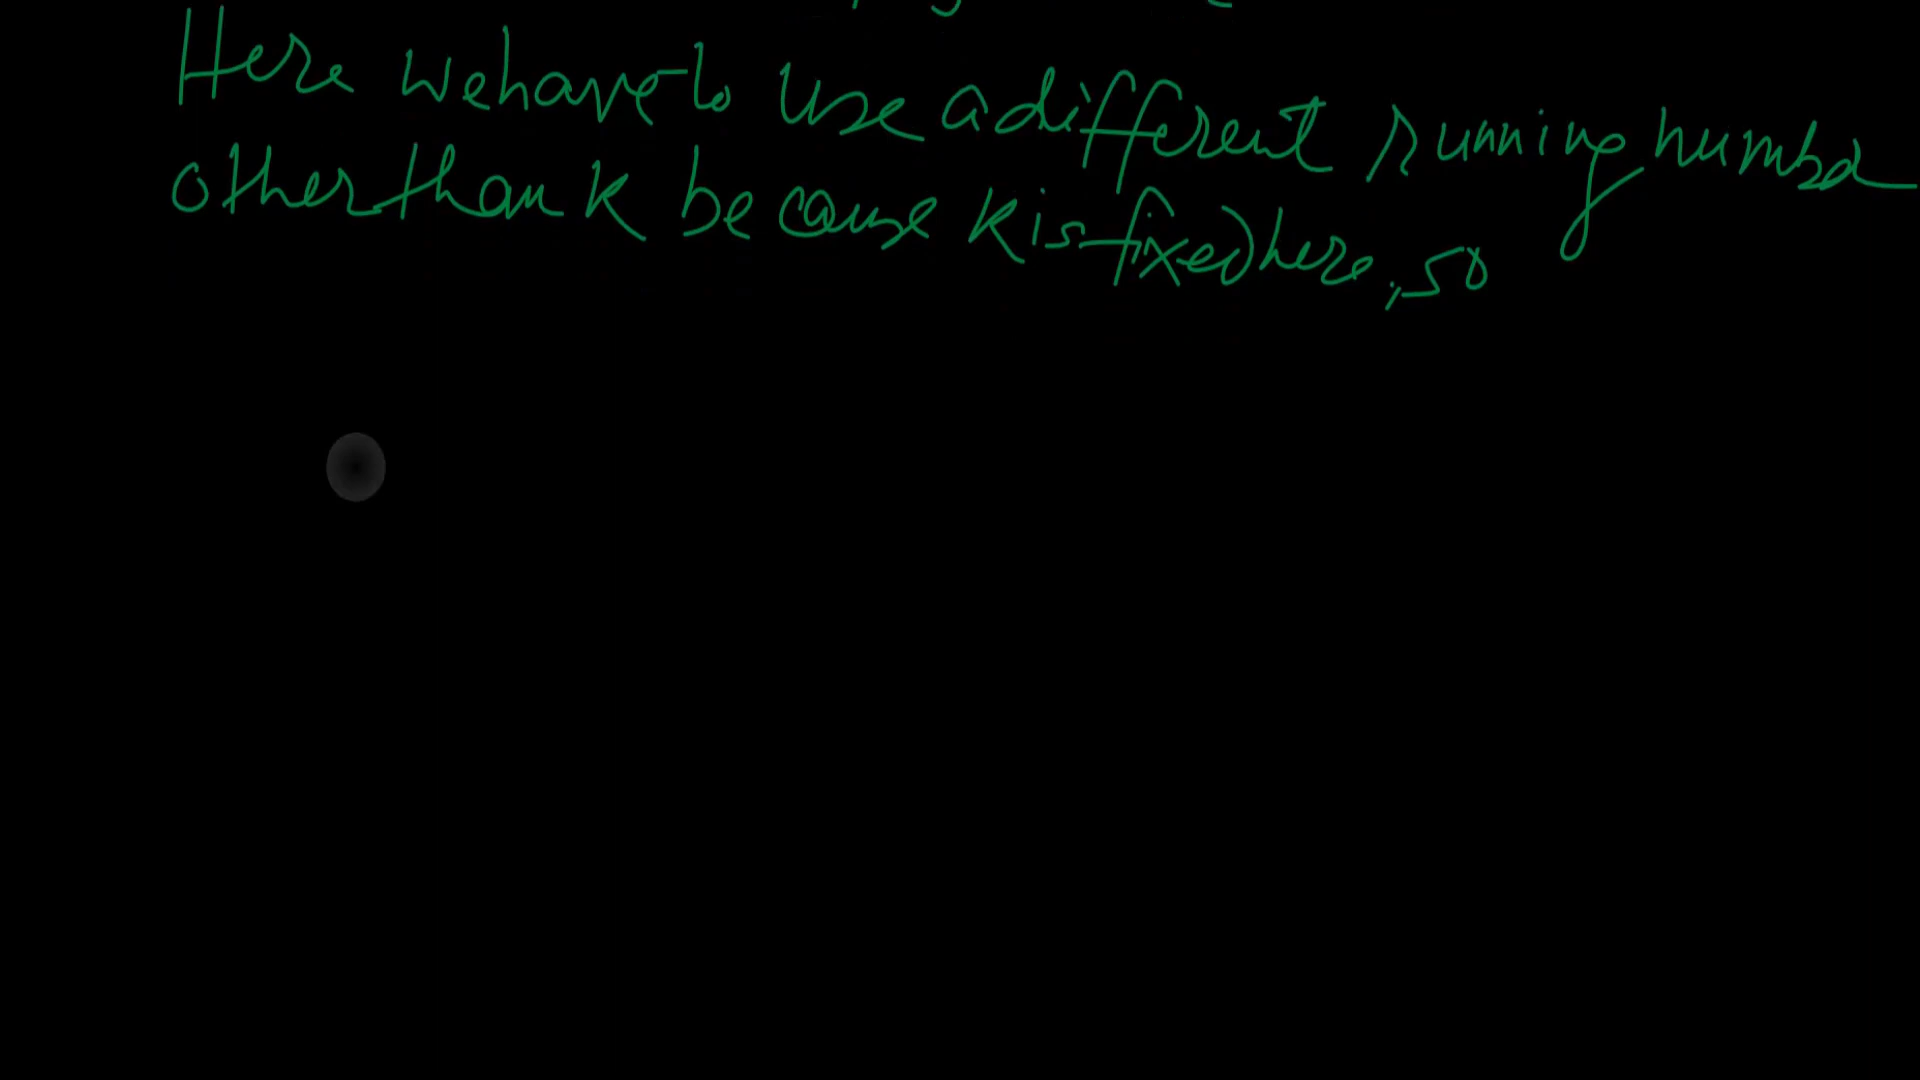 Here we have to use a different running number
other than k because k is fixed here, so